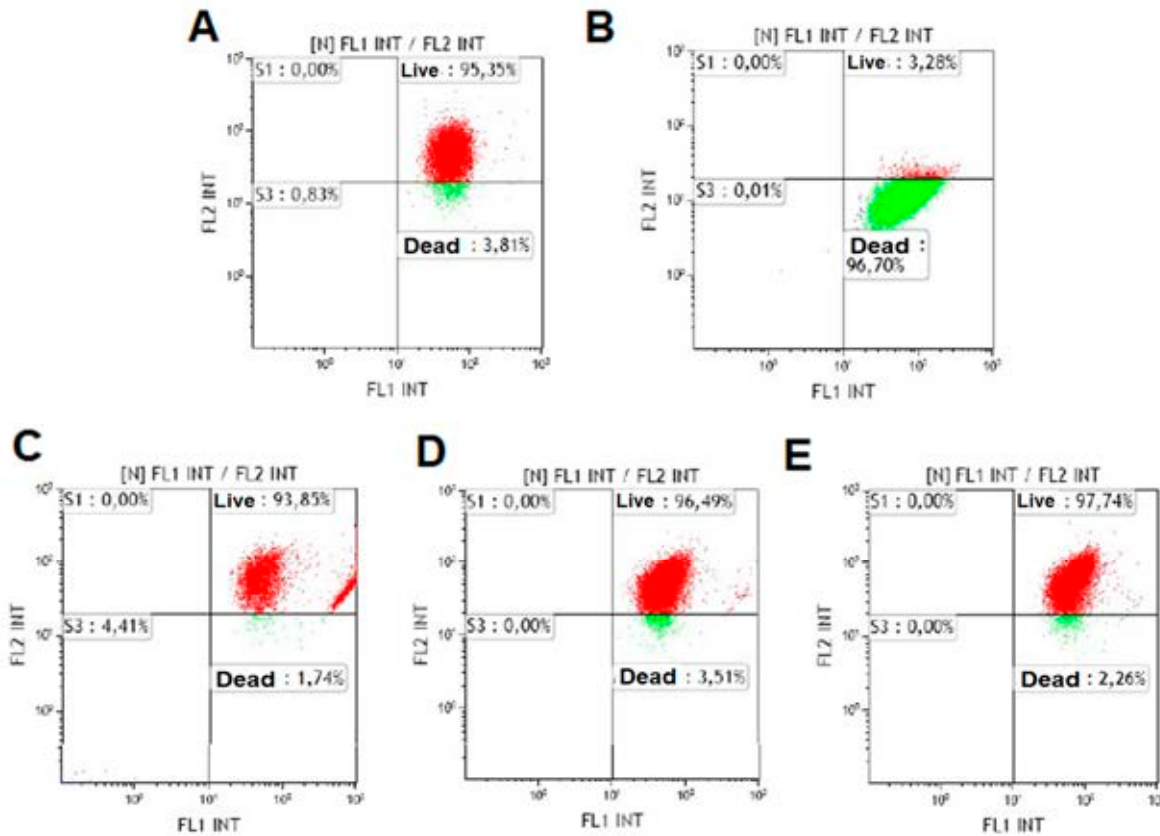 A
[N] FL1 INT / FL2 INT
S1 : 0,00%
Live : 95,35%
S3 : 0,83%
Dead : 3,81%
FL2 INT
FL1 INT
B
[N] FL1 INT / FL2 INT
S1 : 0,00%
Live : 3,28%
S3 : 0,01%
Dead :
96,70%
FL2 INT
FL1 INT
C
[N] FL1 INT / FL2 INT
S1 : 0,00%
Live : 93,85%
S3 : 4,41%
Dead : 1,74%
FL2 INT
FL1 INT
D
[N] FL1 INT / FL2 INT
S1 : 0,00%
Live : 96,49%
S3 : 0,00%
Dead : 3,51%
FL2 INT
FL1 INT
E
[N] FL1 INT / FL2 INT
S1 : 0,00%
Live : 97,74%
S3 : 0,00%
Dead : 2,26%
FL2 INT
FL1 INT